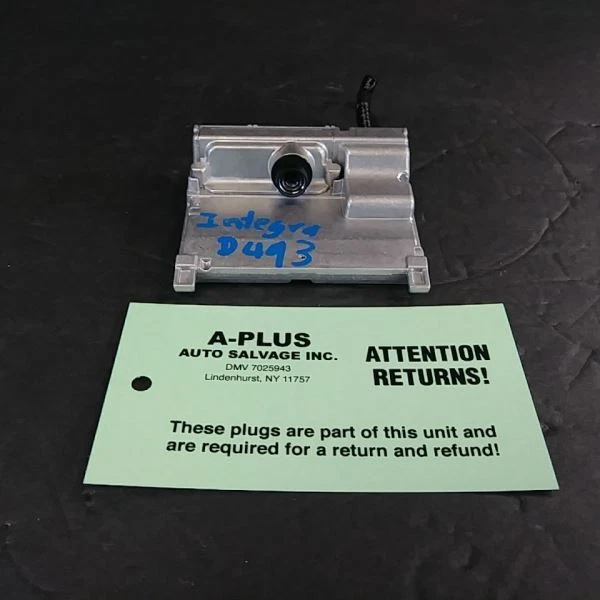 Integra
D493
A-PLUS
AUTO SALVAGE INC.
DMV 7025943
Lindenhurst, NY 11757
ATTENTION
RETURNS!
These plugs are part of this unit and
are required for a return and refund!